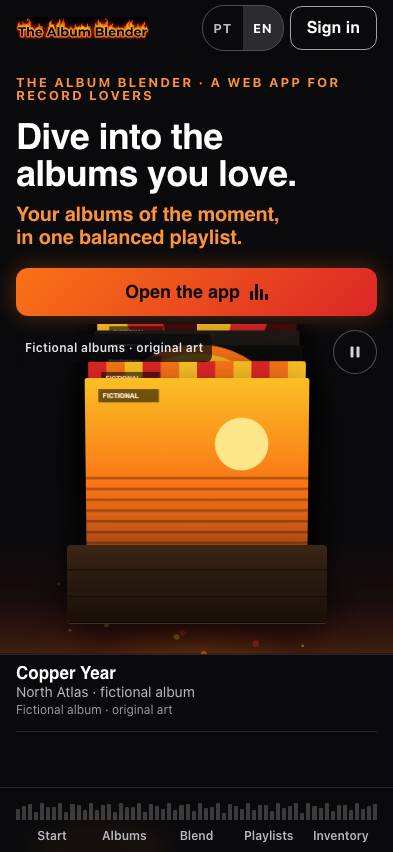 The Album Blender
PT
EN
Sign in
THE ALBUM BLENDER · A WEB APP FOR
RECORD LOVERS
Dive into the
albums you love.
Your albums of the moment,
in one balanced playlist.
Open the app
Fictional albums · original art
FICTIONAL
FICTIONAL
Copper Year
North Atlas · fictional album
Fictional album · original art
Start
Albums
Blend
Playlists
Inventory